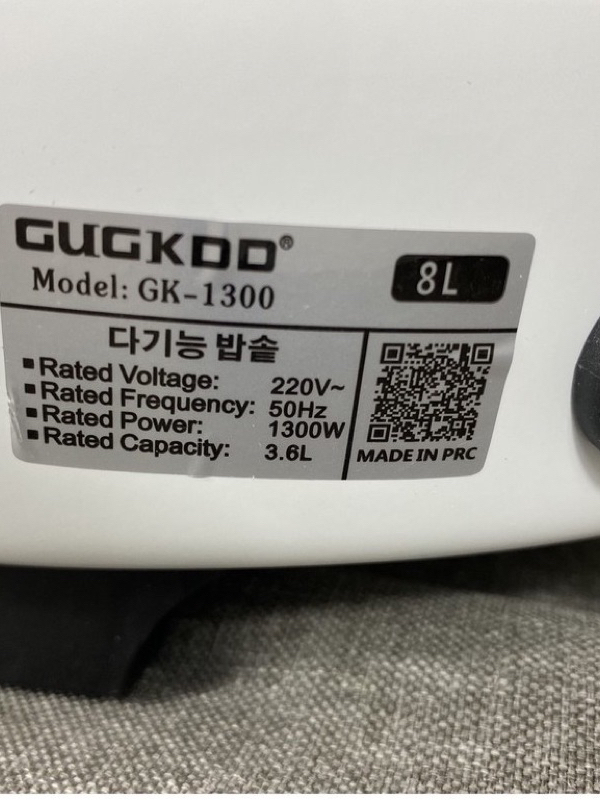 GUGKDD®
Model: GK-1300
8L
다기능 밥솥
▪Rated Voltage: 220V~
▪Rated Frequency: 50Hz
▪Rated Power: 1300W
▪Rated Capacity: 3.6L
MADE IN PRC